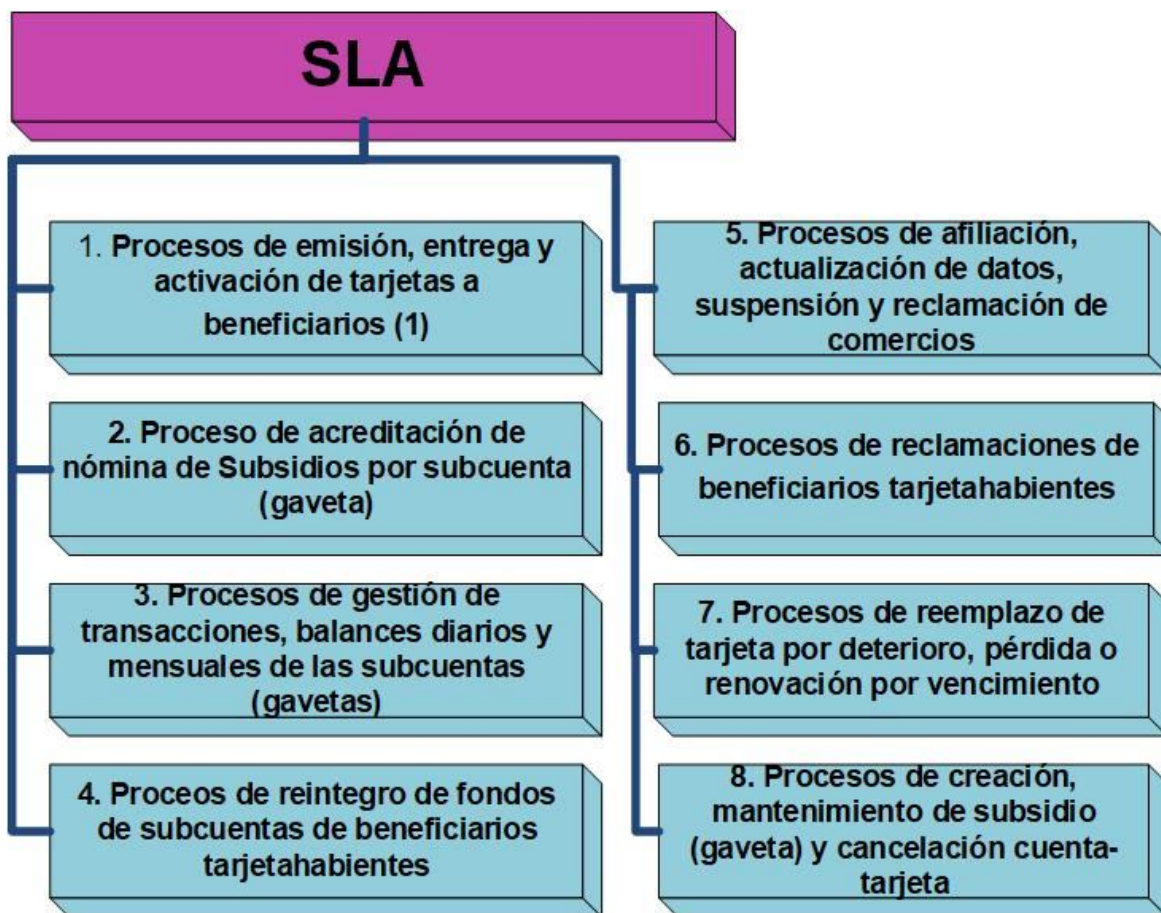 SLA
1. Procesos de emisión, entrega y
activación de tarjetas a
beneficiarios (1)
2. Proceso de acreditación de
nómina de Subsidios por subcuenta
(gaveta)
3. Procesos de gestión de
transacciones, balances diarios y
mensuales de las subcuentas
(gavetas)
4. Proceos de reintegro de fondos
de subcuentas de beneficiarios
tarjetahabientes
5. Procesos de afiliación,
actualización de datos,
suspensión y reclamación de
comercios
6. Procesos de reclamaciones de
beneficiarios tarjetahabientes
7. Procesos de reemplazo de
tarjeta por deterioro, pérdida o
renovación por vencimiento
8. Procesos de creación,
mantenimiento de subsidio
(gaveta) y cancelación cuenta-
tarjeta